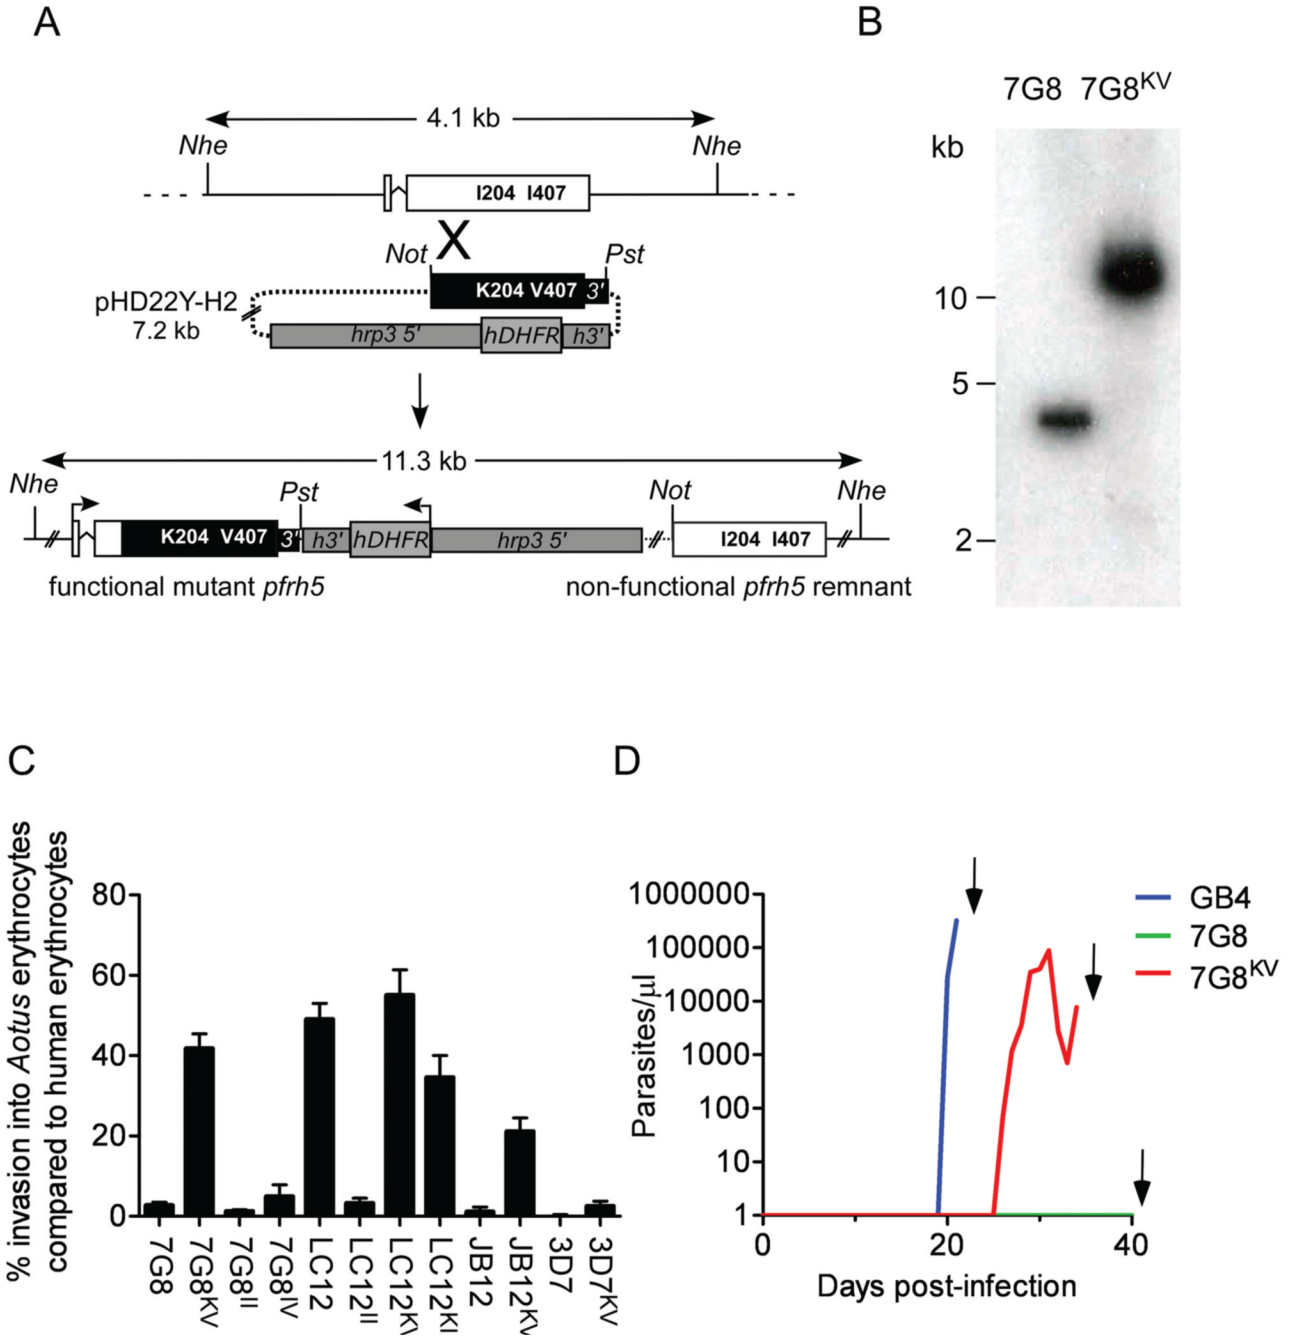 A
4.1 kb
Nhe
Nhe
I204 I407
X
Not
Pst
K204 V407
3'
pHD22Y-H2
7.2 kb
hrp3 5'
hDHFR
h3'
11.3 kb
Nhe
Pst
Not
Nhe
K204 V407
3'
h3'
hDHFR
hrp3 5'
I204 I407
functional mutant pfrh5
non-functional pfrh5 remnant
B
7G8 7G8KV
kb
10
5
2
C
% invasion into Aotus erythrocytes
compared to human erythrocytes
80
60
40
20
0
7G8
7G8KV
7G8II
7G8IV
LC12
LC12II
LC12KV
LC12KI
JB12
JB12KV
3D7
3D7KV
D
Parasites/µl
1000000
100000
10000
1000
100
10
1
0
20
40
Days post-infection
GB4
7G8
7G8KV